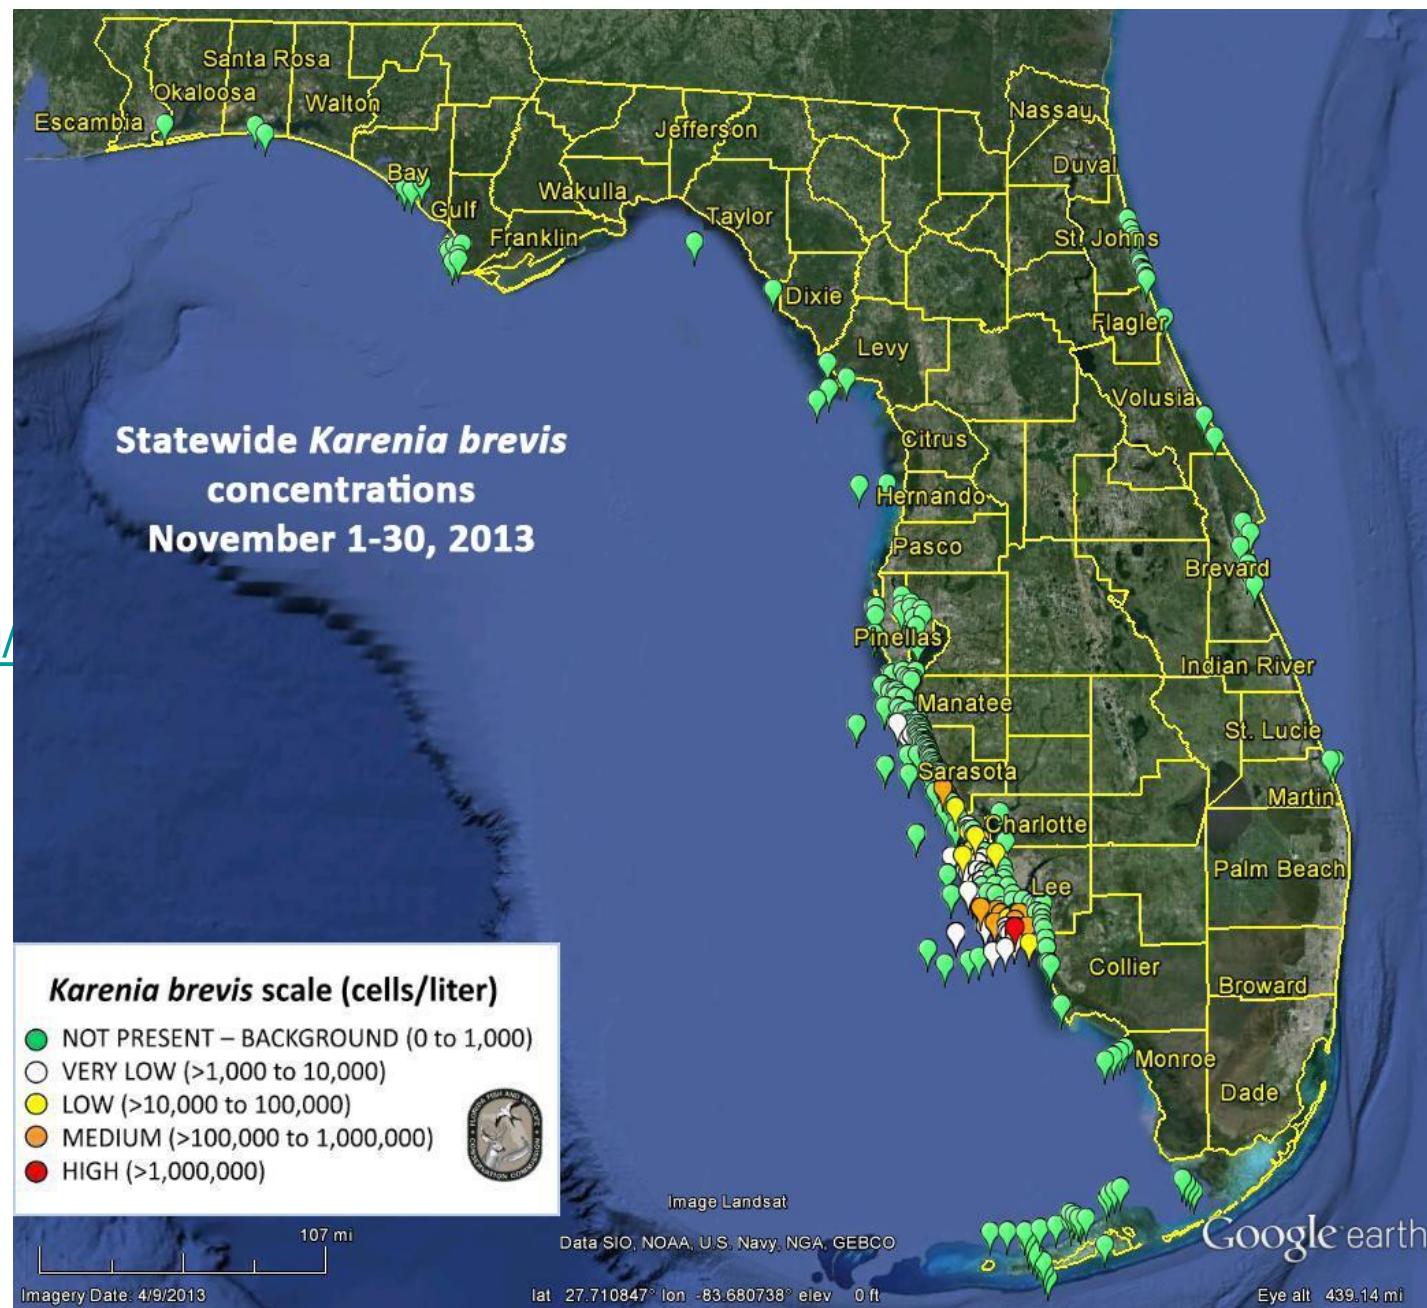 Santa Rosa
Okaloosa
Walton
Escambia
Jefferson
Nassau
Duval
Bay
Wakulla
Gulf
Taylor
Franklin
St. Johns
Dixie
Flagler
Levy
Volusia
Statewide Karenia brevis
concentrations
November 1-30, 2013
Citrus
Hernando
Pasco
Brevard
/
Pinellas
Indian River
Manatee
St. Lucie
Sarasota
Martin
Charlotte
Palm Beach
Lee
Collier
Broward
Monroe
Dade
Karenia brevis scale (cells/liter)
NOT PRESENT – BACKGROUND (0 to 1,000)
VERY LOW (>1,000 to 10,000)
LOW (>10,000 to 100,000)
MEDIUM (>100,000 to 1,000,000)
HIGH (>1,000,000)
FLORIDA FISH AND WILDLIFE CONSERVATION COMMISSION
Image Landsat
Data SIO, NOAA, U.S. Navy, NGA, GEBCO
Google earth
107 mi
Imagery Date: 4/9/2013
lat 27.710847° lon -83.680738° elev 0 ft
Eye alt 439.14 mi